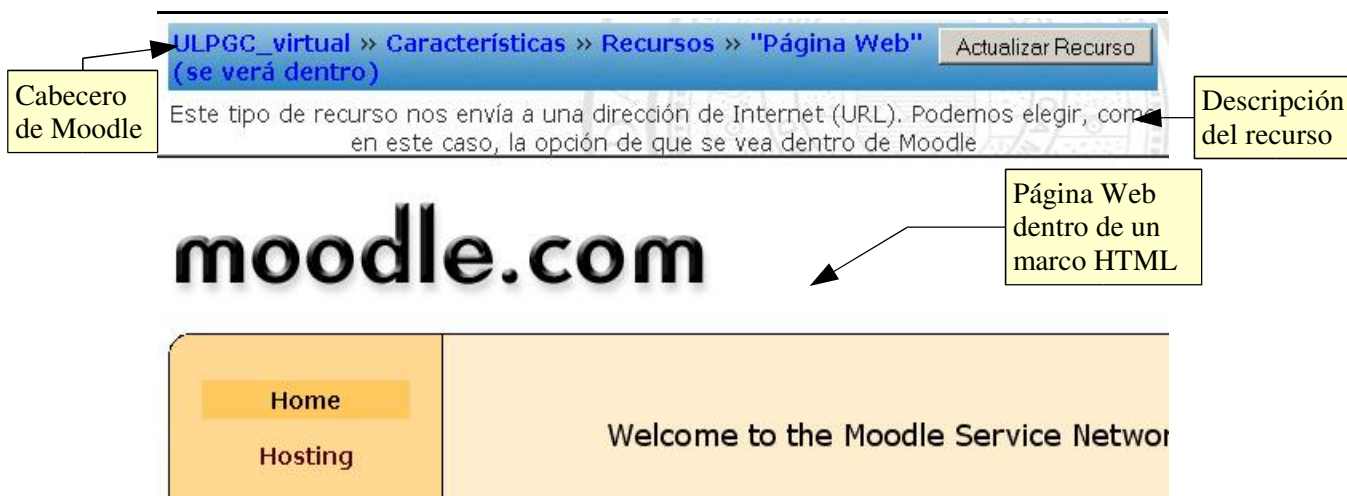 ULPGC_virtual » Características » Recursos » "Página Web"
(se verá dentro)
Actualizar Recurso
Cabecero
de Moodle
Este tipo de recurso nos envía a una dirección de Internet (URL). Podemos elegir, como
en este caso, la opción de que se vea dentro de Moodle
Descripción
del recurso
Página Web
dentro de un
marco HTML
moodle.com
Home
Hosting
Welcome to the Moodle Service Networ